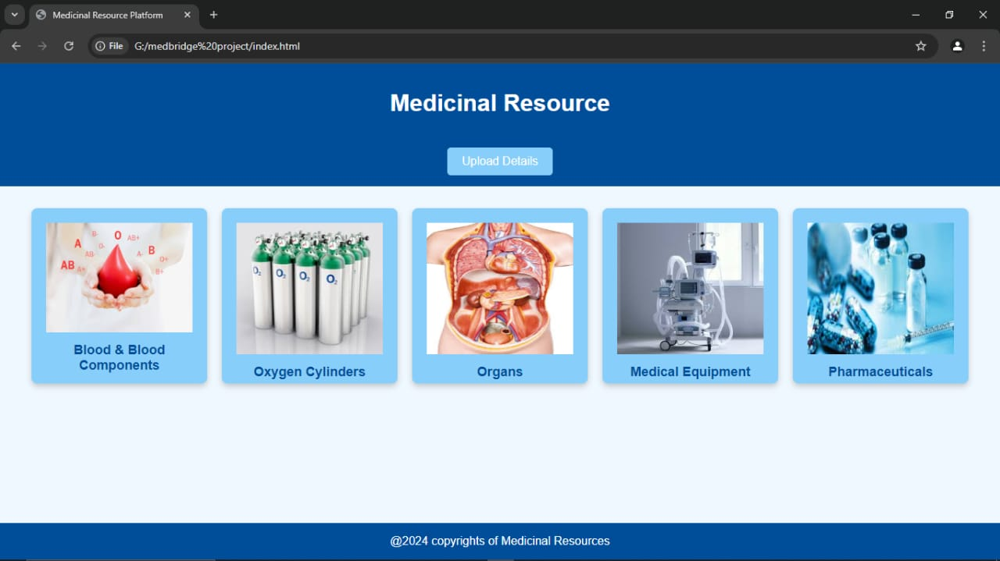 Medicinal Resource Platform
File
G:/medbridge%20project/index.html
Medicinal Resource
Upload Details
B-
O
AB+
A
O-
B
AB-
A-
O+
AB
A+
B+
Blood & Blood
Components
O2
O2
O2
O2
Oxygen Cylinders
Organs
Medical Equipment
Pharmaceuticals
@2024 copyrights of Medicinal Resources